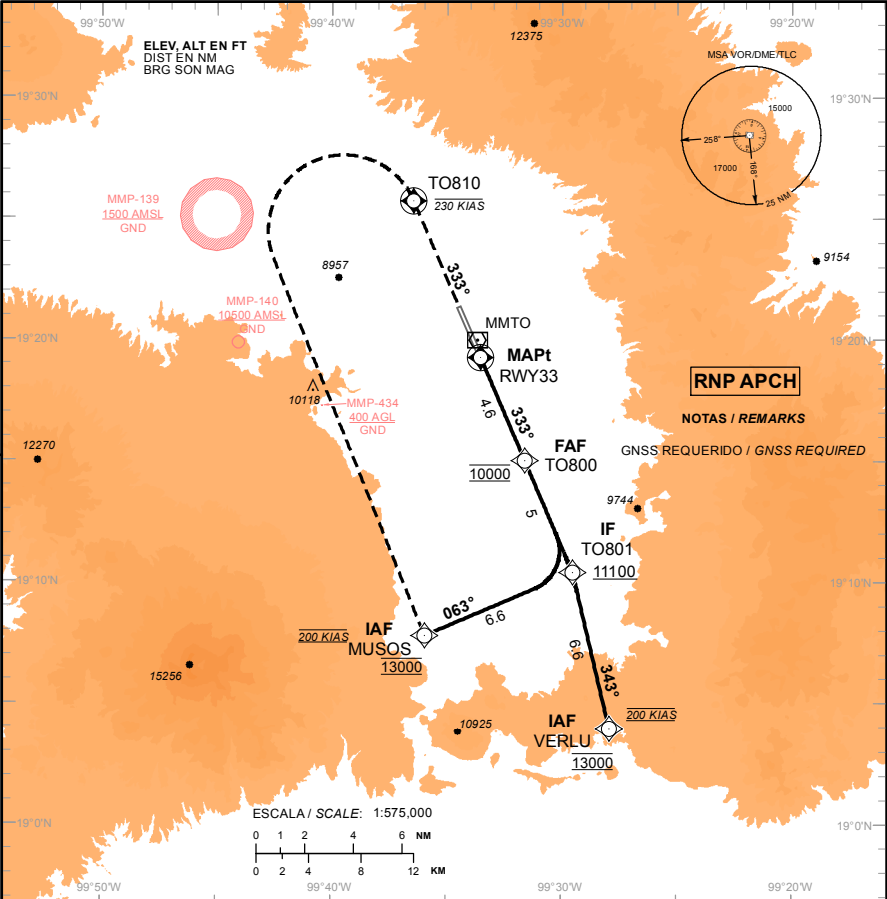 99°50'W
99°40'W
99°30'W
99°20'W
12375
ELEV, ALT EN FT
DIST EN NM
BRG SON MAG
MSA VOR/DME/TLC
15000
258°
17000
168°
25 NM
19°30'N
19°30'N
TO810
230 KIAS
MMP-139
1500 AMSL
GND
8957
333°
9154
MMP-140
10500 AMSL
GND
MMTO
19°20'N
19°20'N
MAPt
RWY33
10118
MMP-434
400 AGL
GND
4.6
333°
RNP APCH
NOTAS / REMARKS
GNSS REQUERIDO / GNSS REQUIRED
12270
FAF
TO800
10000
5
9744
IF
TO801
11100
19°10'N
19°10'N
063°
6.6
200 KIAS
IAF
MUSOS
13000
6.6
343°
15256
10925
IAF
VERLU
200 KIAS
13000
ESCALA / SCALE: 1:575,000
0 1 2 4 6 NM
0 2 4 8 12 KM
19°0'N
19°0'N
99°50'W
99°40'W
99°30'W
99°20'W